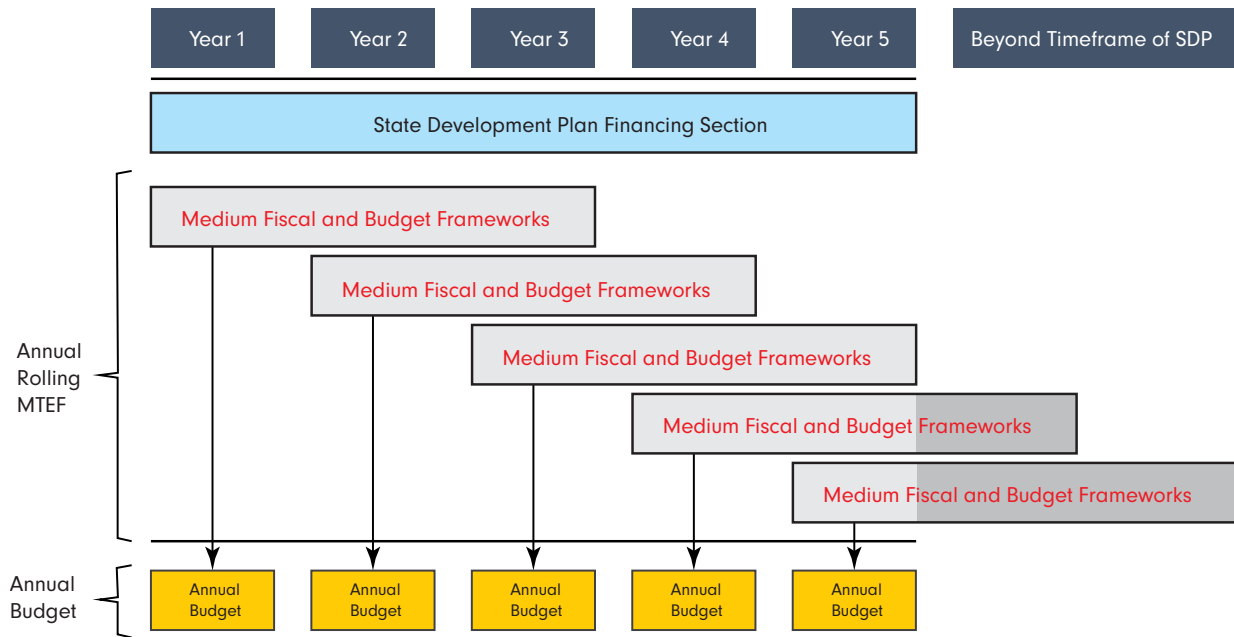 Year 1
Year 2
Year 3
Year 4
Year 5
Beyond Timeframe of SDP
State Development Plan Financing Section
Annual
Rolling
MTEF
Medium Fiscal and Budget Frameworks
Medium Fiscal and Budget Frameworks
Medium Fiscal and Budget Frameworks
Medium Fiscal and Budget Frameworks
Medium Fiscal and Budget Frameworks
Annual
Budget
Annual
Budget
Annual
Budget
Annual
Budget
Annual
Budget
Annual
Budget